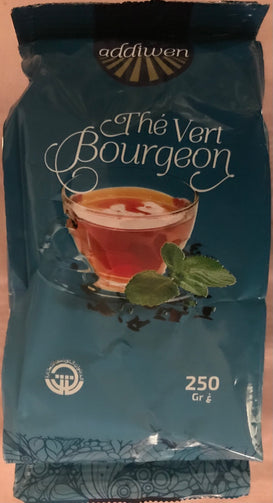 addiwen
Thé Vert
Bourgeon
250
Gr غ